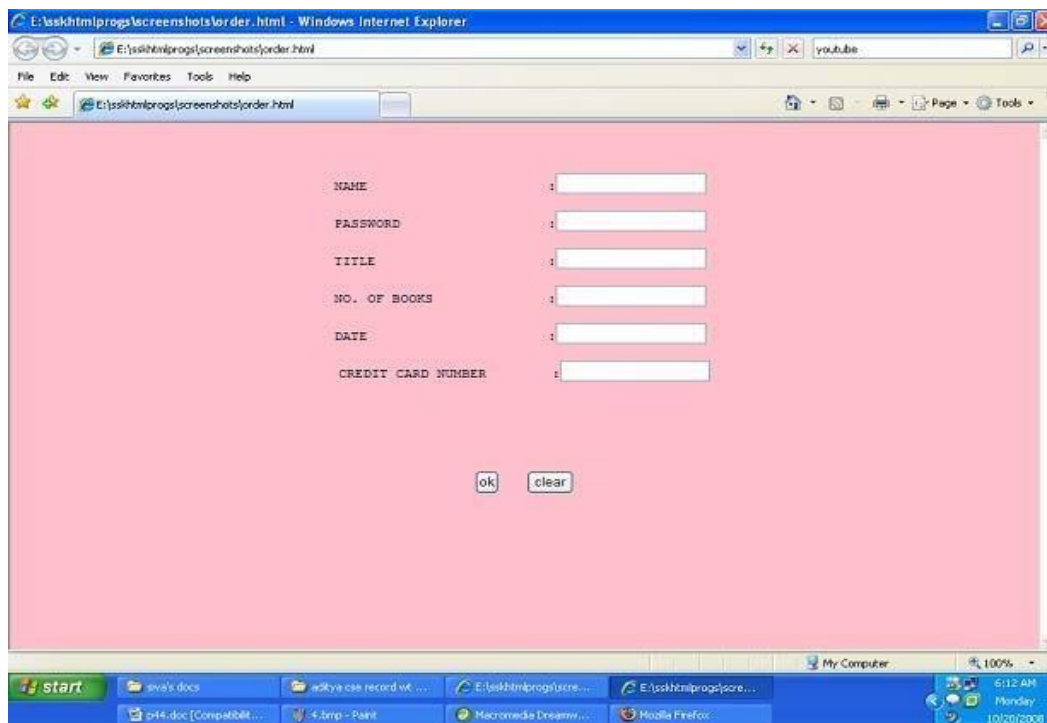 E:\sskhtmlprogs\screenshots\order.html - Windows Internet Explorer
E:\sskhtmlprogs\screenshots\order.html
youtube
File Edit View Favorites Tools Help
E:\sskhtmlprogs\screenshots\order.html
Page Tools
NAME :
PASSWORD :
TITLE :
NO. OF BOOKS :
DATE :
CREDIT CARD NUMBER :
ok clear
My Computer 100%
start siva's docs aditya cse record wt ... E:\sskhtmlprogs\scre... E:\sskhtmlprogs\scre... 6:12 AM
Monday
p44.doc [Compatibilit... 4.bmp - Paint Macromedia Dreamw... Mozilla Firefox 10/20/2008